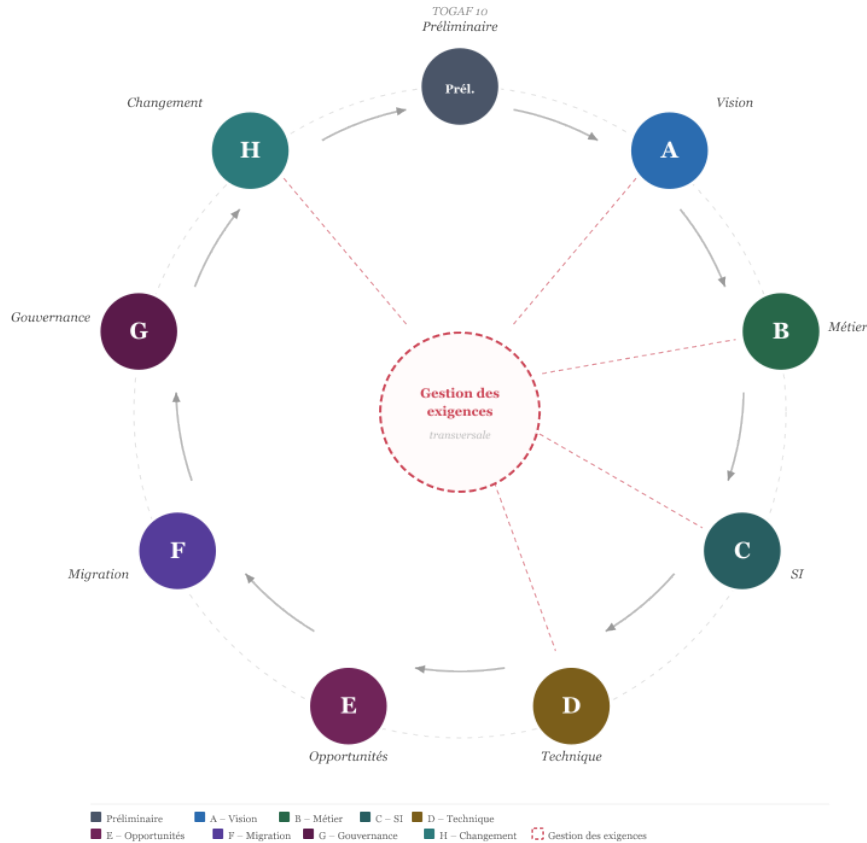 TOGAF 10
Préliminaire
Prél.
Changement
Vision
H
A
Gouvernance
G
B
Métier
Gestion des
exigences
transversale
F
C
Migration
SI
E
D
Opportunités
Technique
Préliminaire A – Vision B – Métier C – SI D – Technique
E – Opportunités F – Migration G – Gouvernance H – Changement Gestion des exigences